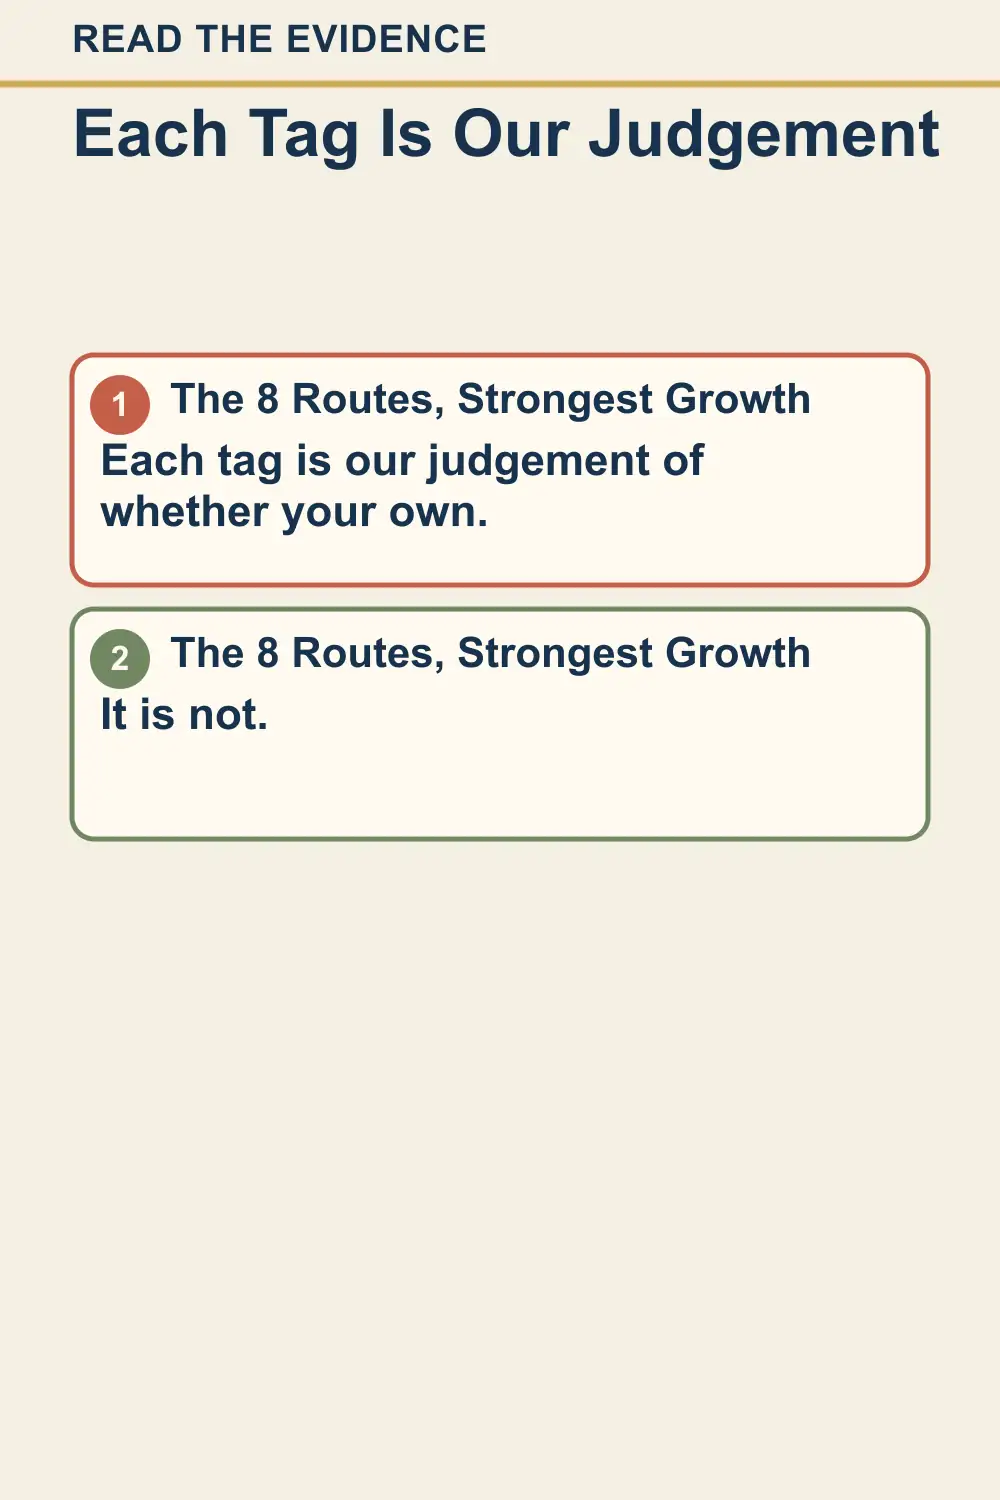 READ THE EVIDENCE
Each Tag Is Our Judgement
1 The 8 Routes, Strongest Growth
Each tag is our judgement of
whether your own.
2 The 8 Routes, Strongest Growth
It is not.